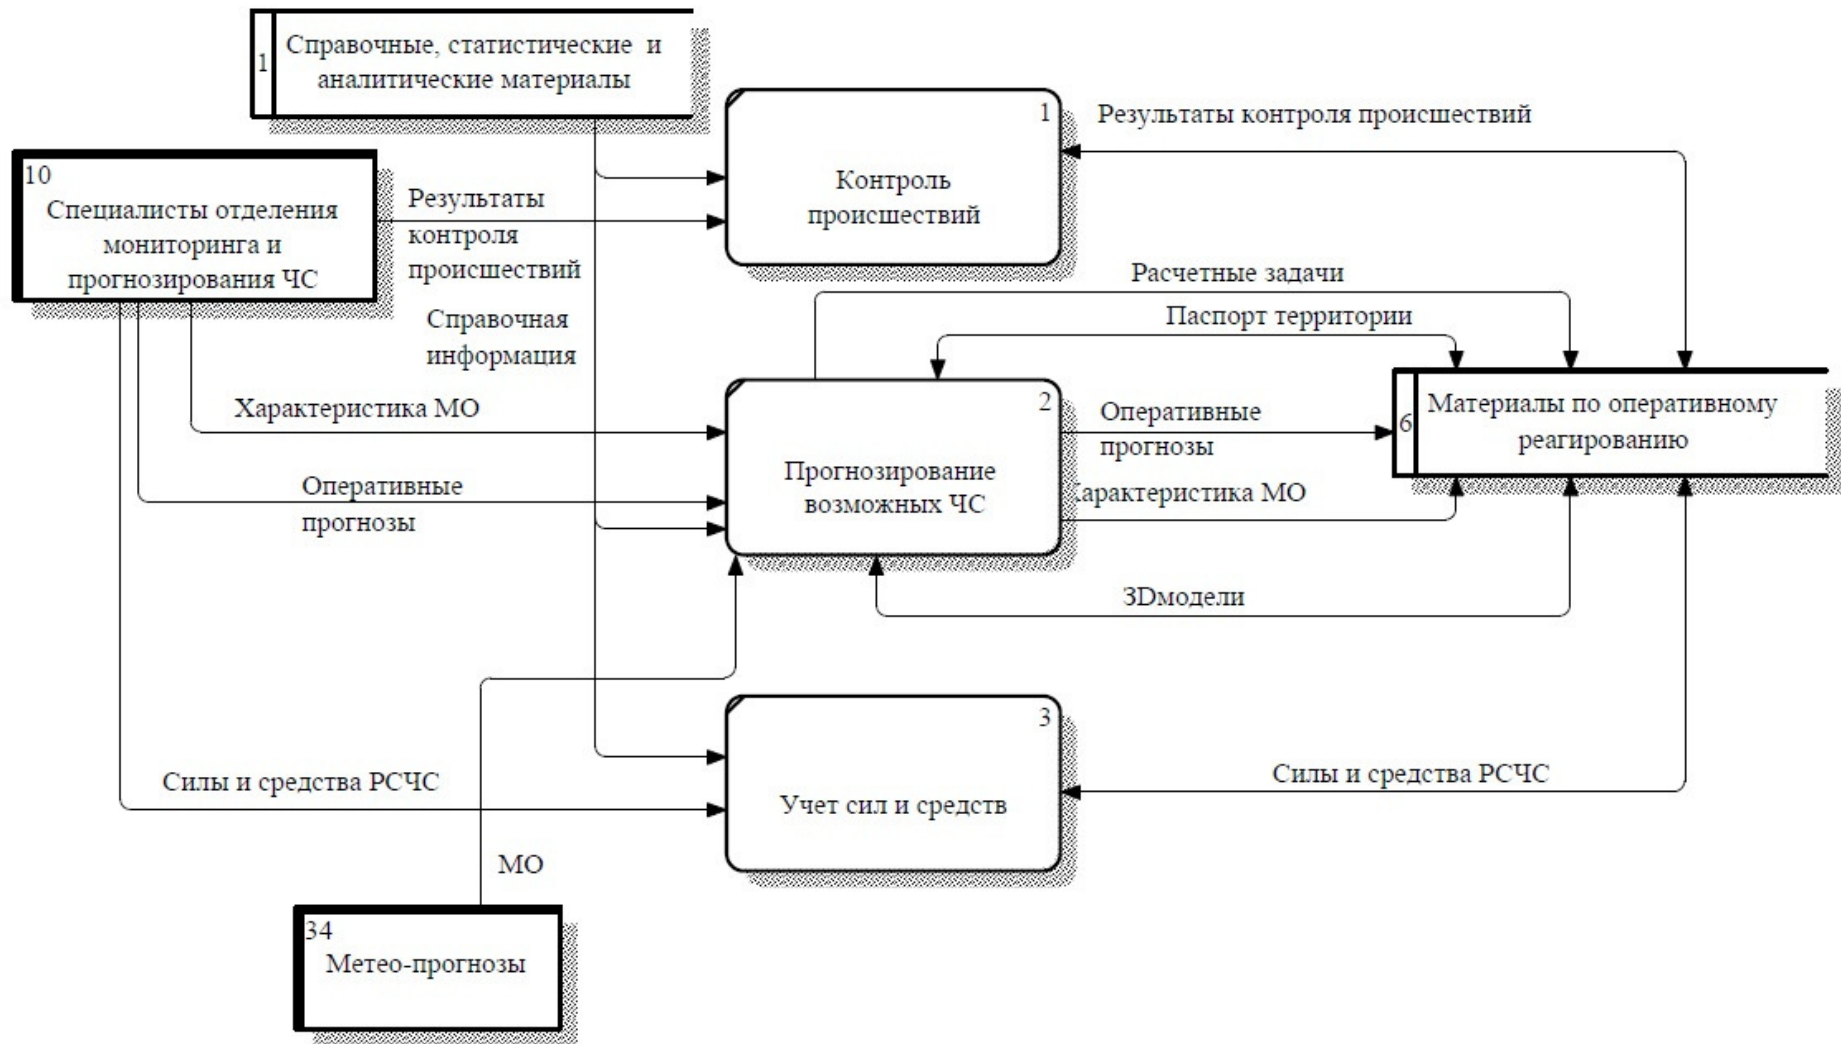 1
Справочные, статистические и
аналитические материалы
10
Специалисты отделения
мониторинга и
прогнозирования ЧС
Результаты
контроля
происшествий
Справочная
информация
1
Контроль
происшествий
Результаты контроля происшествий
Расчетные задачи
Паспорт территории
Характеристика МО
Оперативные
прогнозы
2
Прогнозирование
возможных ЧС
Оперативные
прогнозы
арактеристика МО
6
Материалы по оперативному
реагированию
3Dмодели
Силы и средства РСЧС
3
Учет сил и средств
Силы и средства РСЧС
МО
34
Метео-прогнозы